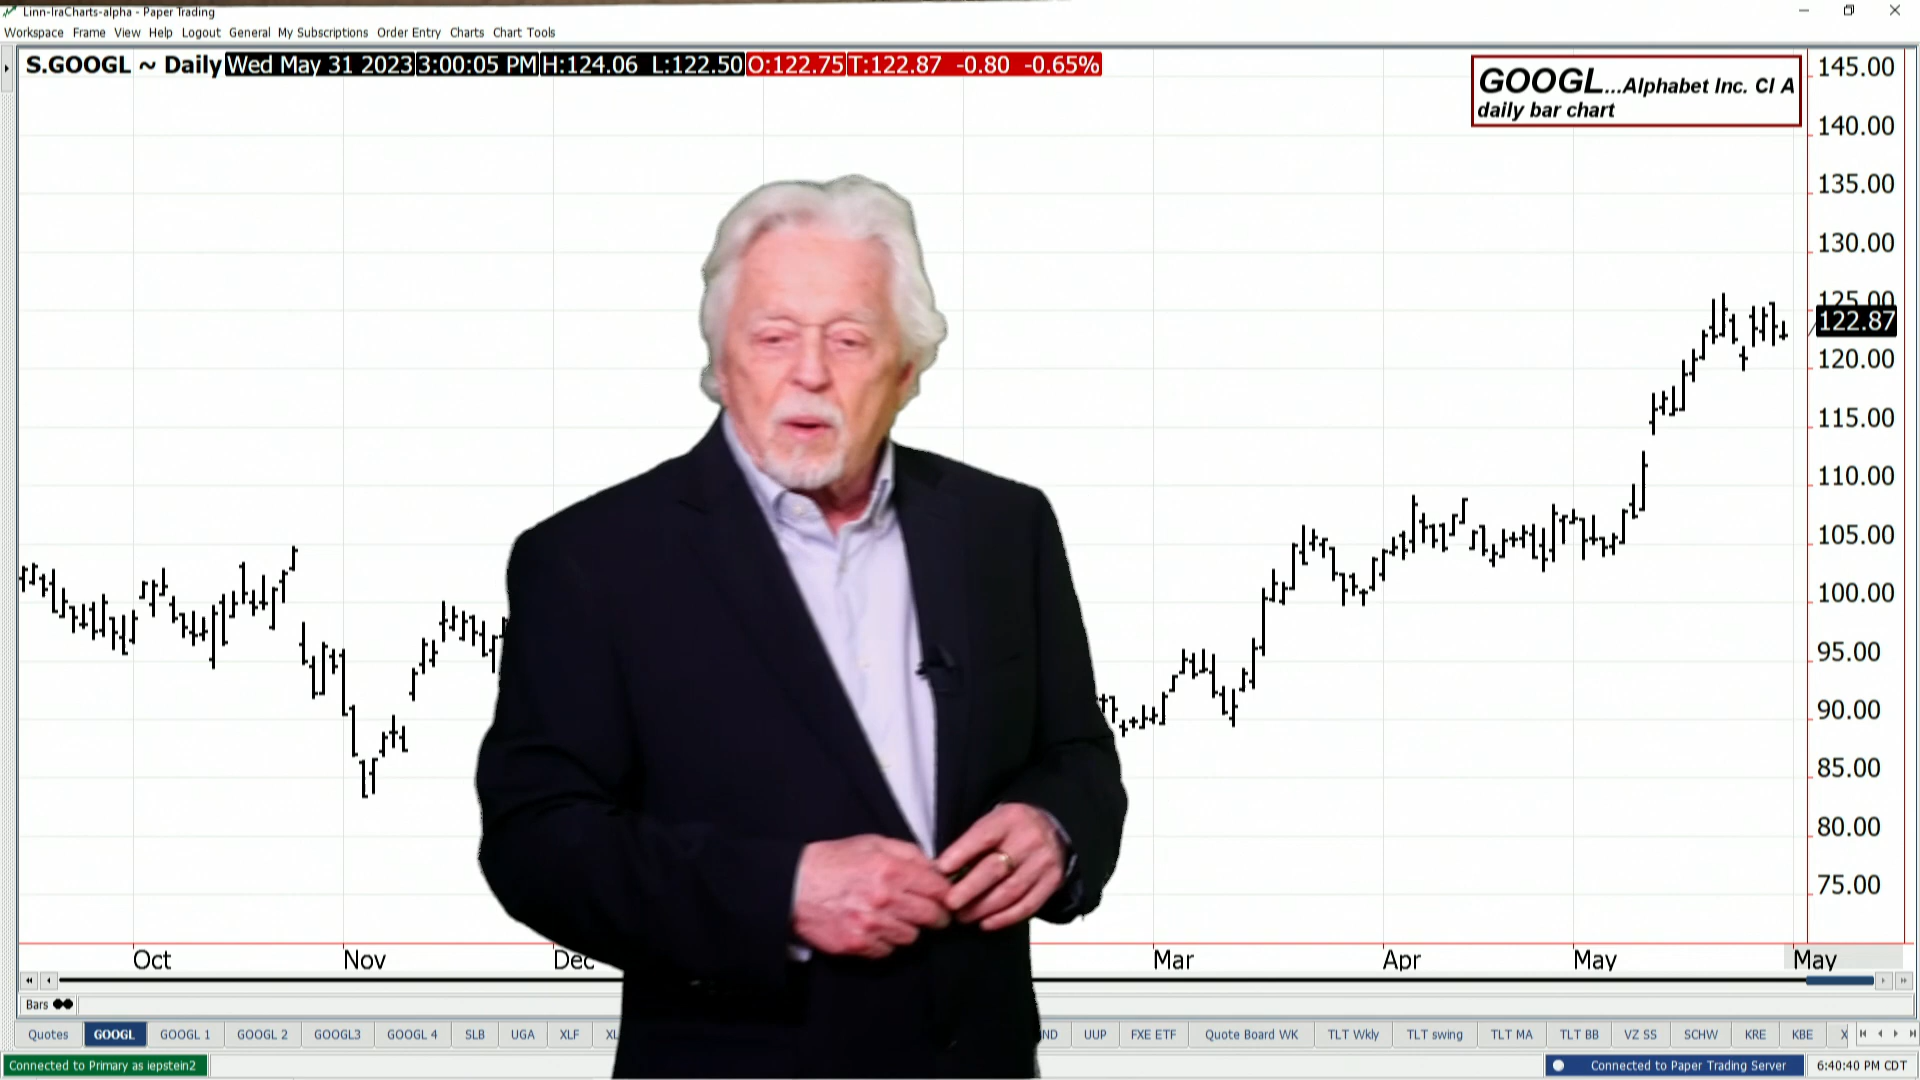 Linn-IraCharts-alpha - Paper Trading
Workspace Frame View Help Logout General My Subscriptions Order Entry Charts Chart Tools
S.GOOGL ~ Daily Wed May 31 2023 3:00:05 PM H:124.06 L:122.50 O:122.75 T:122.87 -0.80 -0.65%
GOOGL...Alphabet Inc. Cl A
daily bar chart
145.00
140.00
135.00
130.00
125.00
122.87
120.00
115.00
110.00
105.00
100.00
95.00
90.00
85.00
80.00
75.00
Oct Nov Dec Mar Apr May May
Bars
Quotes GOOGL GOOGL 1 GOOGL 2 GOOGL3 GOOGL 4 SLB UGA XLF XL ND UUP FXE ETF Quote Board WK TLT Wkly TLT swing TLT MA TLT BB VZ SS SCHW KRE KBE X
Connected to Primary as iepstein2 Connected to Paper Trading Server 6:40:40 PM CDT